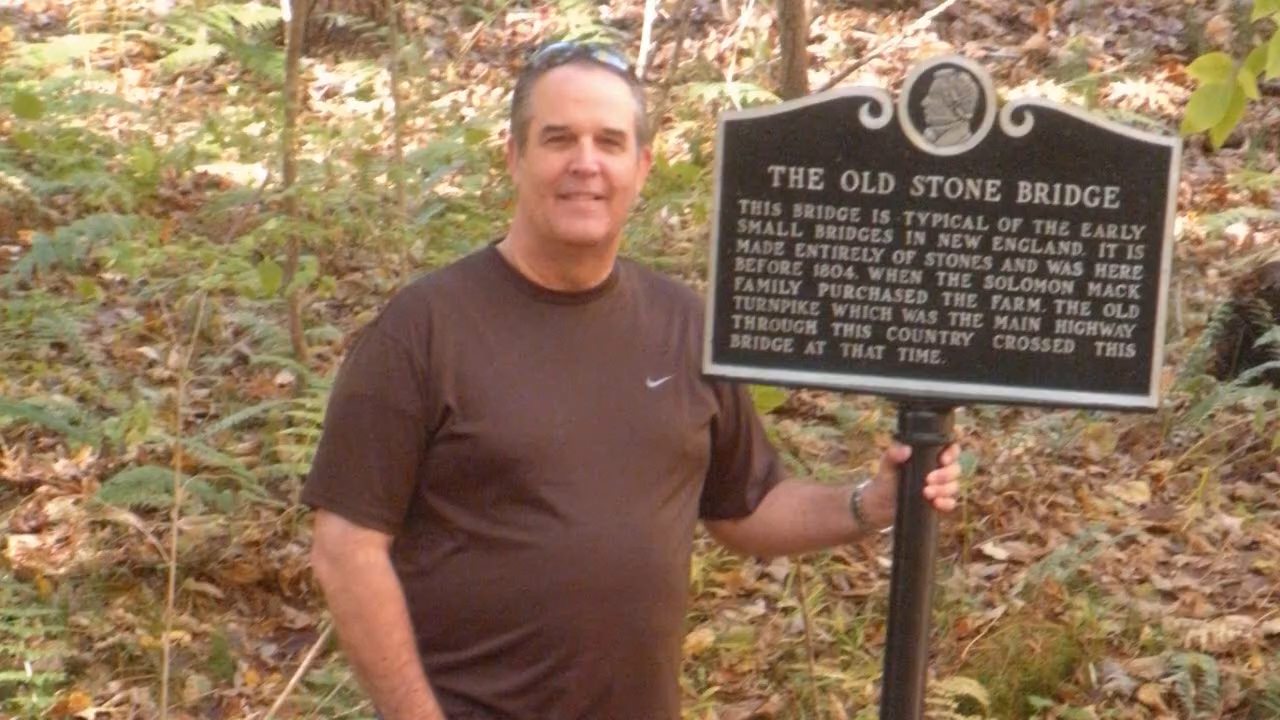 THE OLD STONE BRIDGE
THIS BRIDGE IS TYPICAL OF THE EARLY
SMALL BRIDGES IN NEW ENGLAND. IT IS
MADE ENTIRELY OF STONES AND WAS HERE
BEFORE 1804, WHEN THE SOLOMON MACK
FAMILY PURCHASED THE FARM. THE OLD
TURNPIKE WHICH WAS THE MAIN HIGHWAY
THROUGH THIS COUNTRY CROSSED THIS
BRIDGE AT THAT TIME.